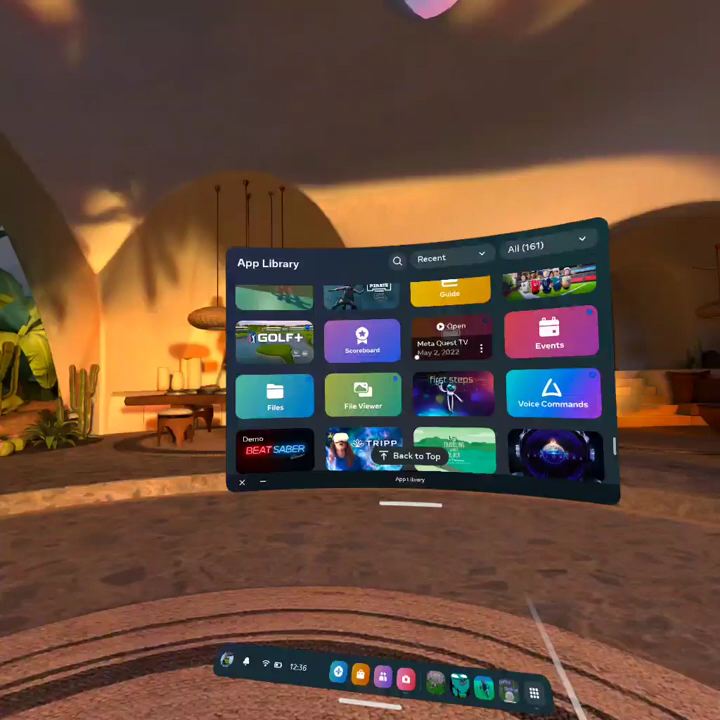 App Library
Recent
All (161)
PIRATE
Guide
GOLF+
Scoreboard
Open
Meta Quest TV
May 2, 2022
Events
Files
File Viewer
first steps
Voice Commands
Demo
BEAT SABER
TRIPP
TRAVELING
Back to Top
App Library
12:36